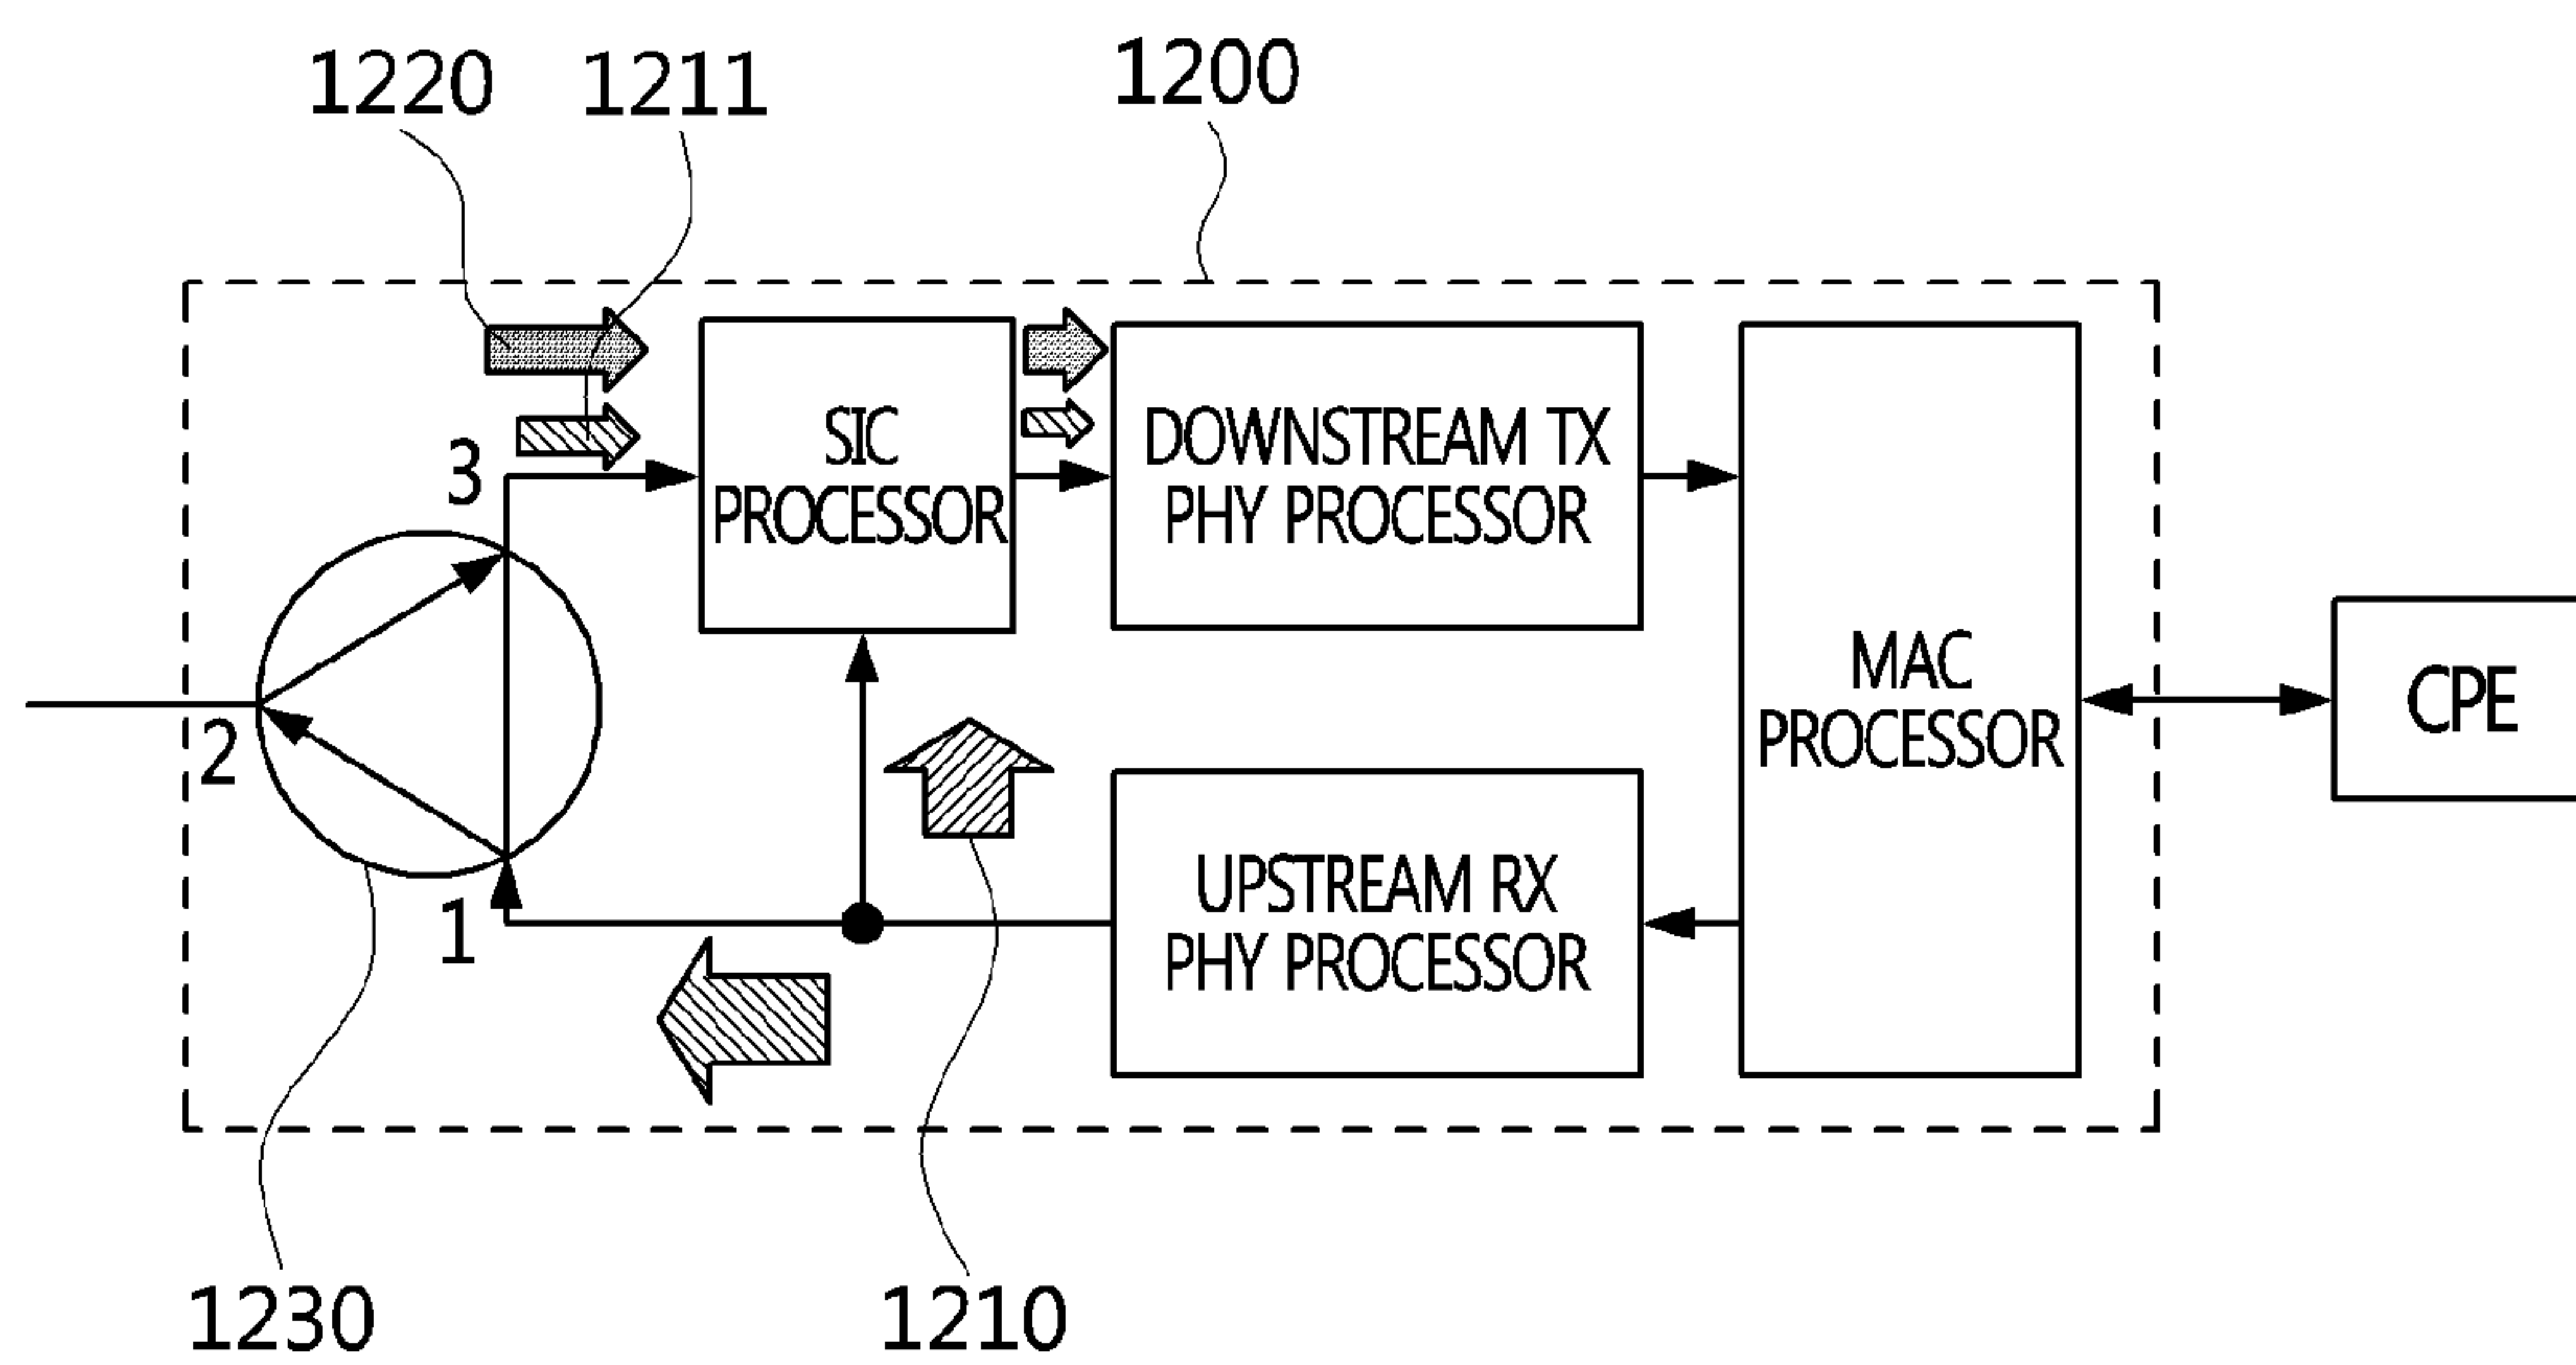 1220
1211
1200
3
SIC
PROCESSOR
DOWNSTREAM TX
PHY PROCESSOR
MAC
PROCESSOR
CPE
2
1
UPSTREAM RX
PHY PROCESSOR
1230
1210